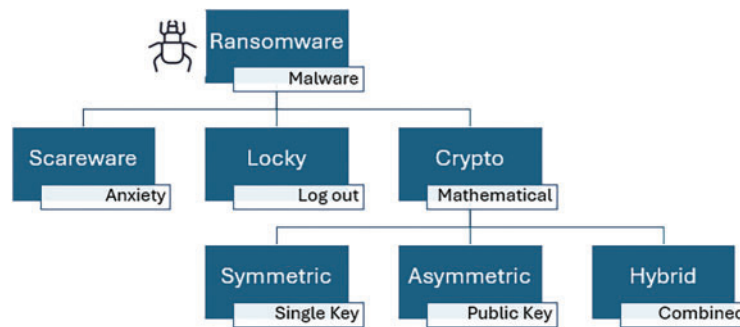 Ransomware
Malware
Scareware
Anxiety
Locky
Log out
Crypto
Mathematical
Symmetric
Single Key
Asymmetric
Public Key
Hybrid
Combined